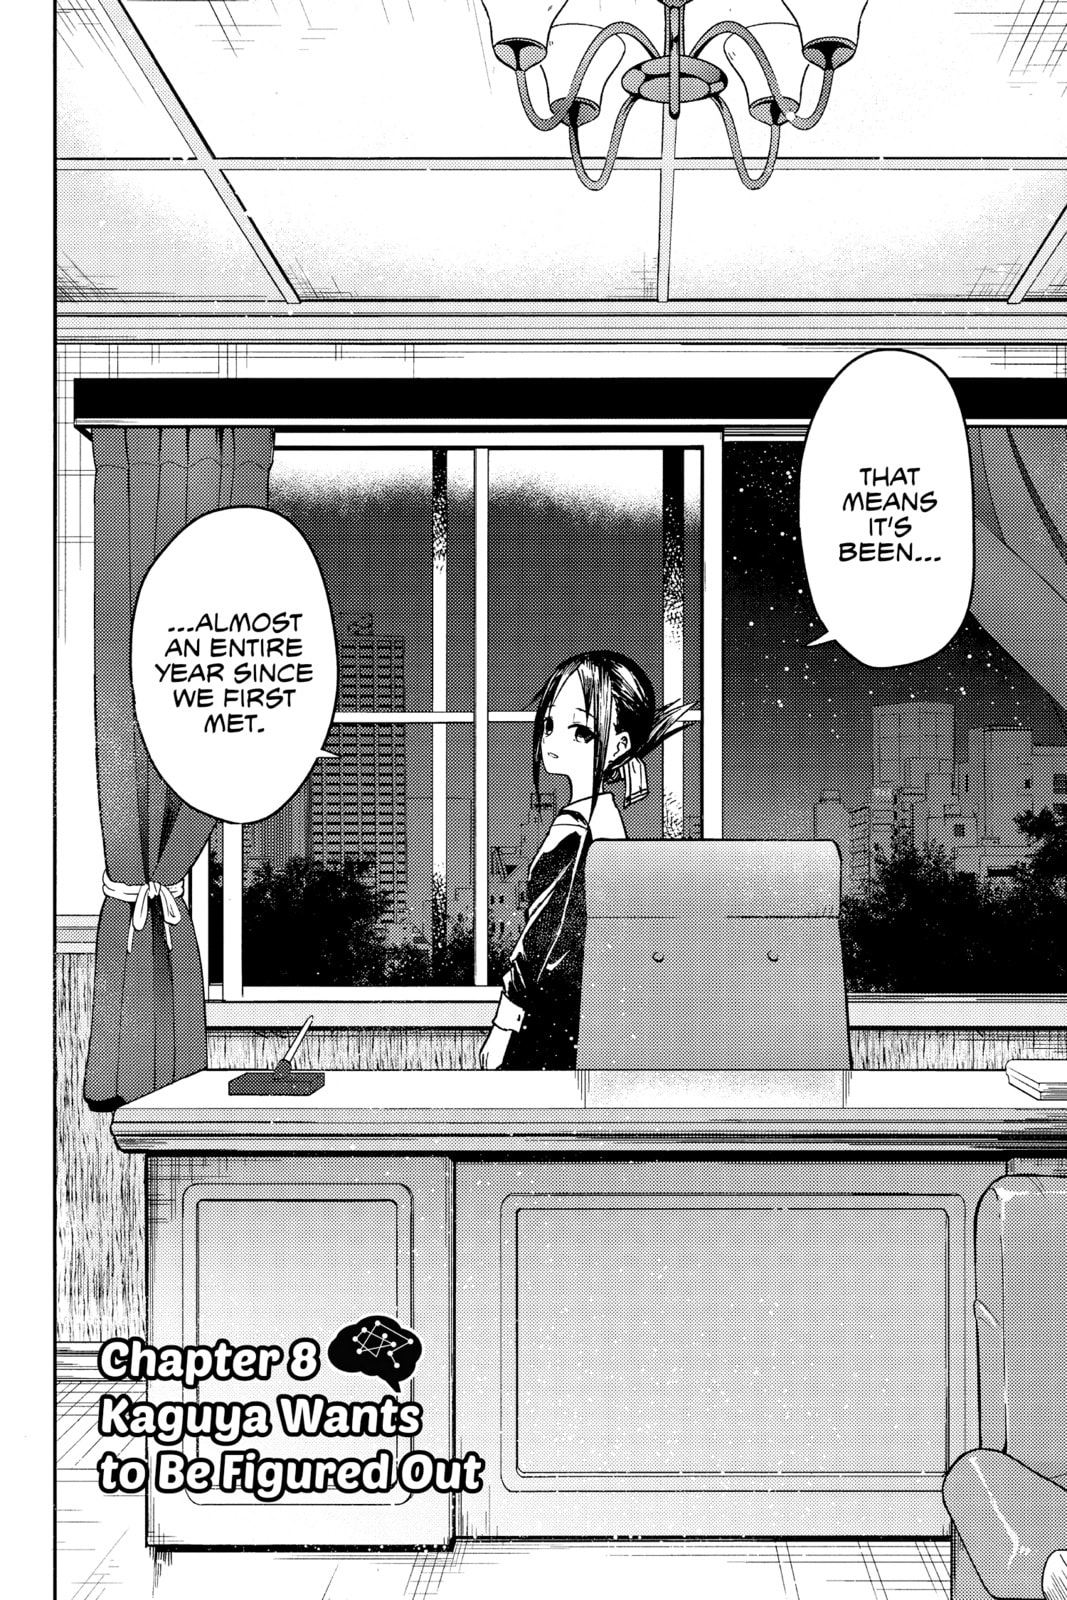 THAT
MEANS
IT'S
BEEN...
...ALMOST
AN ENTIRE
YEAR SINCE
WE FIRST
MET.
Chapter 8
Kaguya Wants
to Be Figured Out